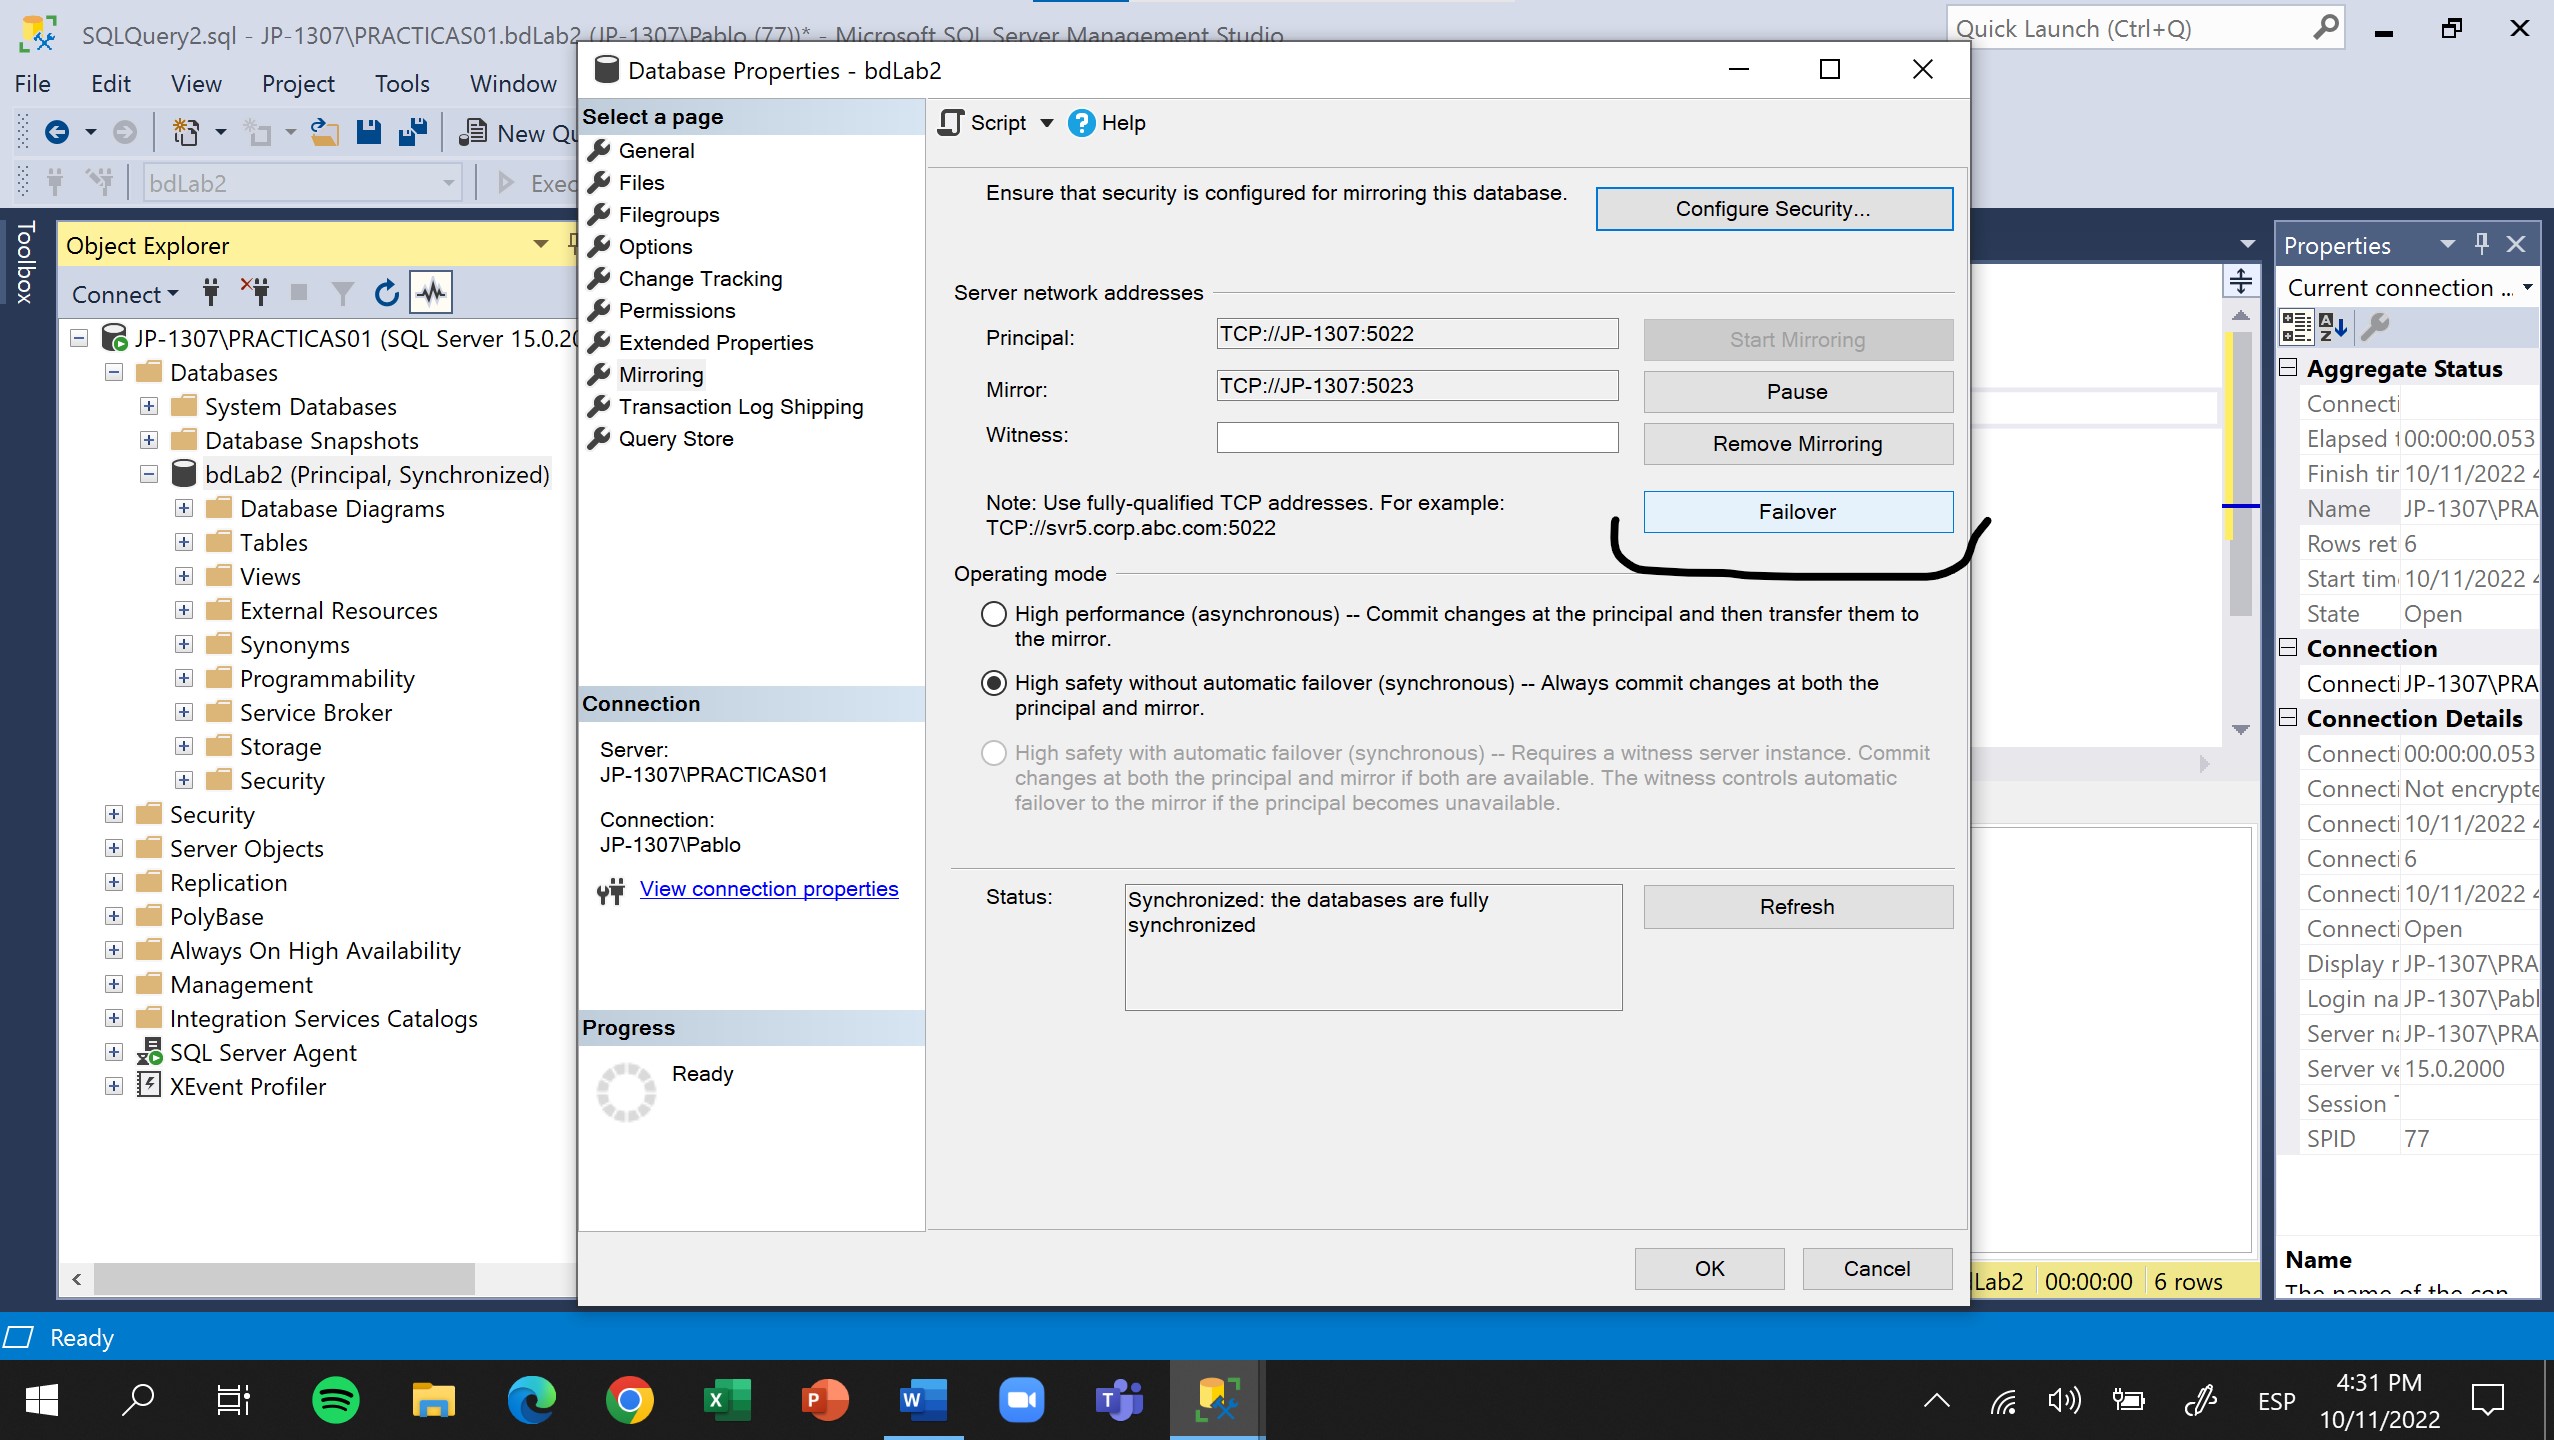 SQLQuery2.sql - JP-1307\PRACTICAS01.bdLab2 (JP-1307\Pablo (77))* - Microsoft SQL Server Management Studio
Quick Launch (Ctrl+Q)
File Edit View Project Tools Window
New Qu
bdLab2
Exec
Toolbox
Object Explorer
Connect
JP-1307\PRACTICAS01 (SQL Server 15.0.20
Databases
System Databases
Database Snapshots
bdLab2 (Principal, Synchronized)
Database Diagrams
Tables
Views
External Resources
Synonyms
Programmability
Service Broker
Storage
Security
Security
Server Objects
Replication
PolyBase
Always On High Availability
Management
Integration Services Catalogs
SQL Server Agent
XEvent Profiler
Database Properties - bdLab2
Select a page
General
Files
Filegroups
Options
Change Tracking
Permissions
Extended Properties
Mirroring
Transaction Log Shipping
Query Store
Connection
Server:
JP-1307\PRACTICAS01
Connection:
JP-1307\Pablo
View connection properties
Progress
Ready
Script Help
Ensure that security is configured for mirroring this database.
Configure Security...
Server network addresses
Principal: TCP://JP-1307:5022 Start Mirroring
Mirror: TCP://JP-1307:5023 Pause
Witness: Remove Mirroring
Note: Use fully-qualified TCP addresses. For example:
TCP://svr5.corp.abc.com:5022
Failover
Operating mode
High performance (asynchronous) -- Commit changes at the principal and then transfer them to
the mirror.
High safety without automatic failover (synchronous) -- Always commit changes at both the
principal and mirror.
High safety with automatic failover (synchronous) -- Requires a witness server instance. Commit
changes at both the principal and mirror if both are available. The witness controls automatic
failover to the mirror if the principal becomes unavailable.
Status: Synchronized: the databases are fully
synchronized
Refresh
OK Cancel
Properties
Current connection ...
Aggregate Status
Connecti
Elapsed t 00:00:00.053
Finish tir 10/11/2022 4
Name JP-1307\PRA
Rows ret 6
Start tim 10/11/2022 4
State Open
Connection
Connecti JP-1307\PRA
Connection Details
Connecti 00:00:00.053
Connecti Not encrypte
Connecti 10/11/2022 4
Connecti 6
Connecti 10/11/2022 4
Connecti Open
Display r JP-1307\PRA
Login na JP-1307\Pabl
Server na JP-1307\PRA
Server ve 15.0.2000
Session
SPID 77
Name
The name of the con
lLab2 00:00:00 6 rows
Ready
ESP
4:31 PM
10/11/2022